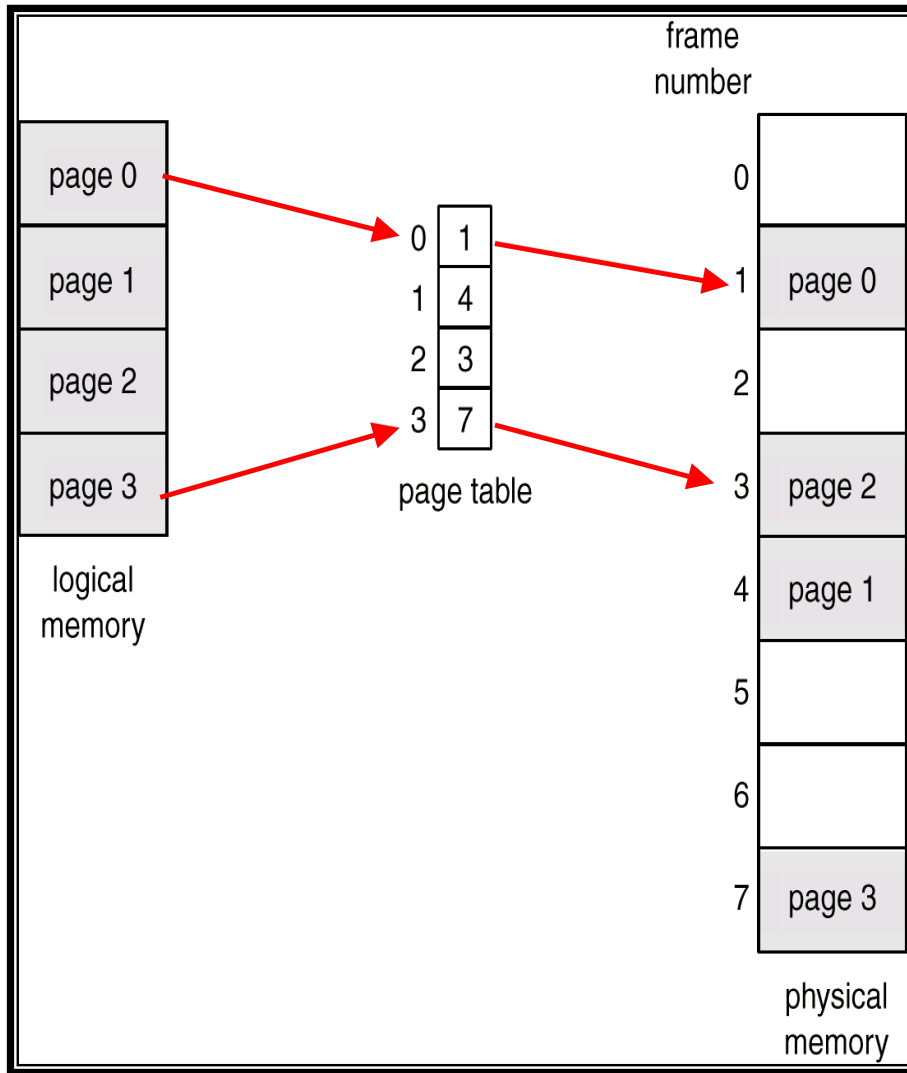 frame
number
page 0
page 1
page 2
page 3
logical
memory
0 1
1 4
2 3
3 7
page table
0
1 page 0
2
3 page 2
4 page 1
5
6
7 page 3
physical
memory